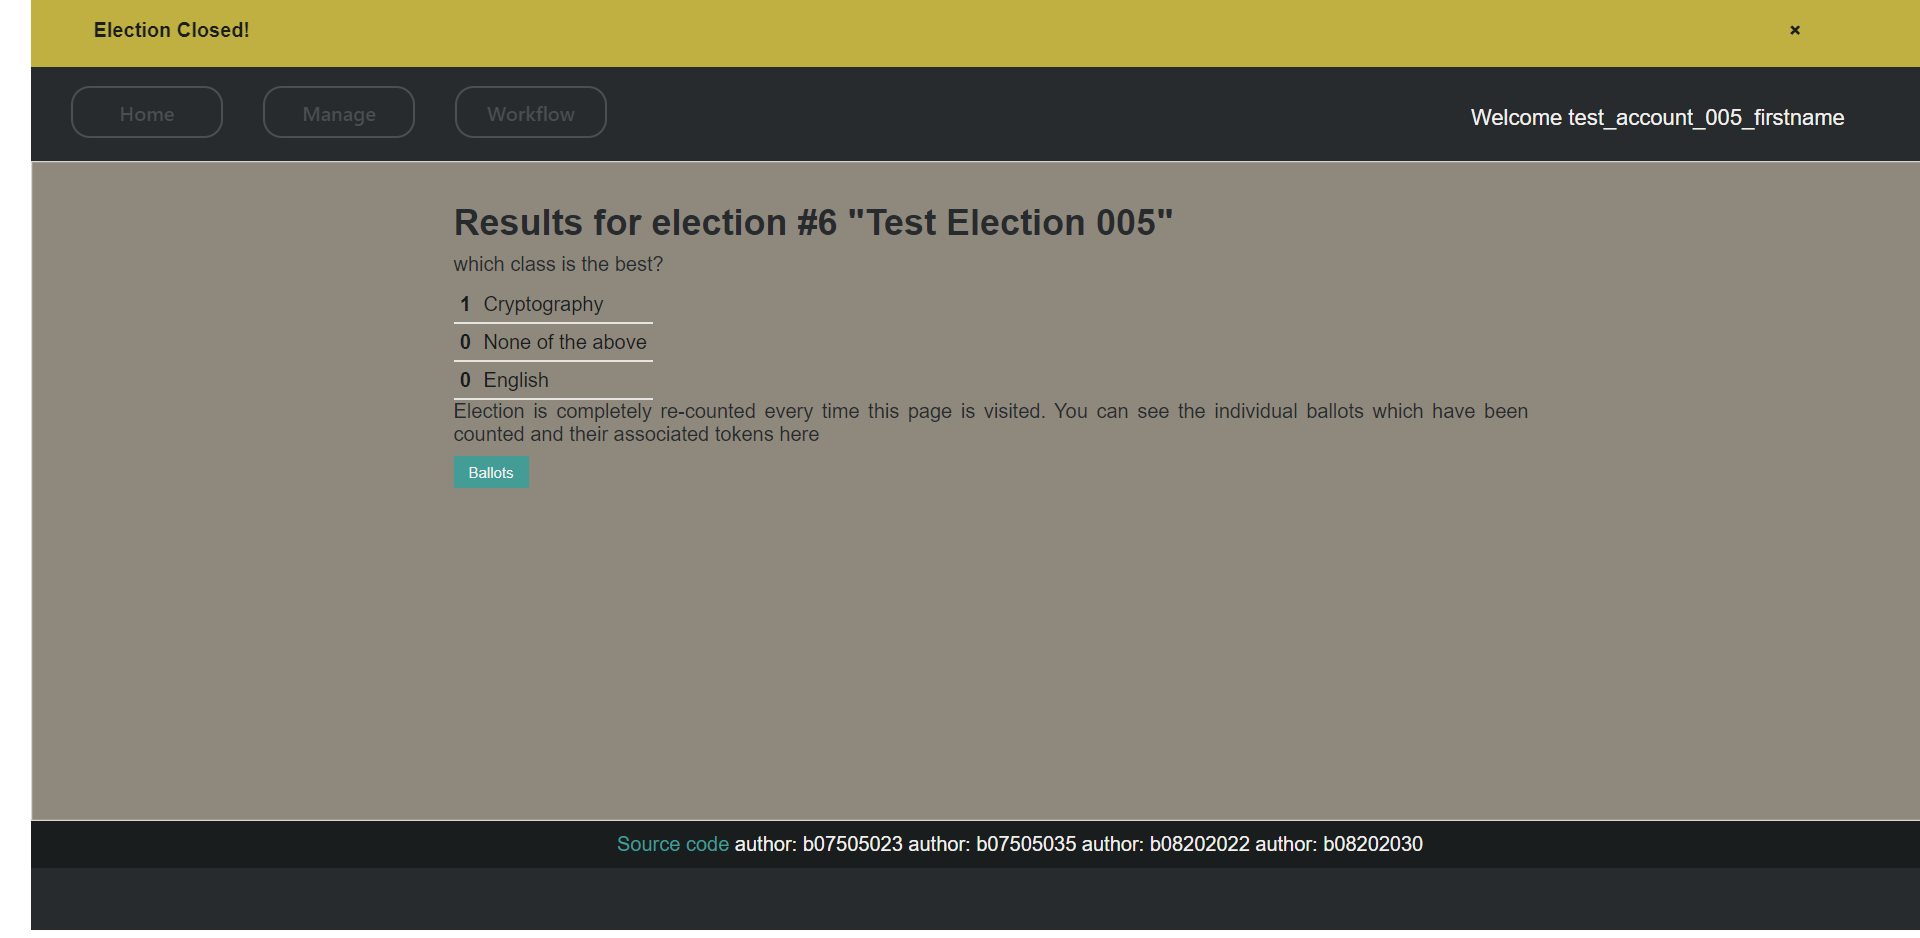 Election Closed!
×
Home
Manage
Workflow
Welcome test_account_005_firstname
Results for election #6 "Test Election 005"
which class is the best?
1 Cryptography
0 None of the above
0 English
Election is completely re-counted every time this page is visited. You can see the individual ballots which have been
counted and their associated tokens here
Ballots
Source code author: b07505023 author: b07505035 author: b08202022 author: b08202030